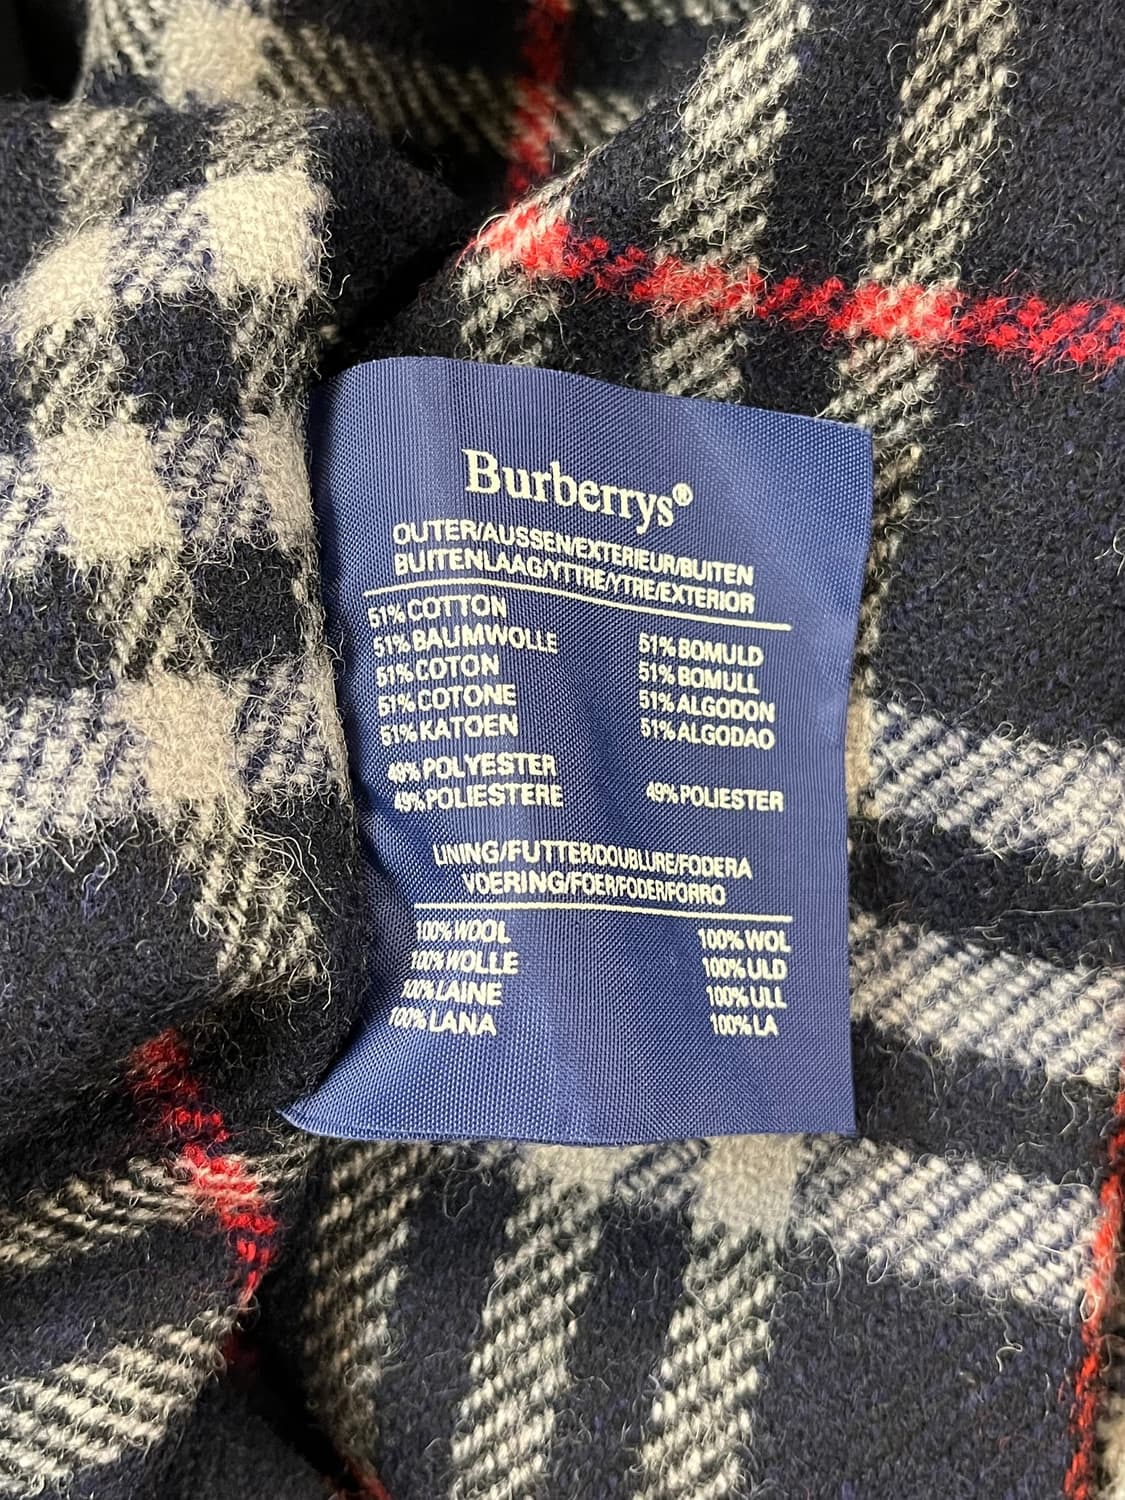 Burberrys®
OUTER/AUSSEN/EXTERIEUR/BUITEN
BUITENLAAG/YTTRE/YTRE/EXTERIOR
51% COTTON
51% BAUMWOLLE
51% COTON
51% COTONE
51% KATOEN
51% BOMULD
51% BOMULL
51% ALGODON
51% ALGODAO
49% POLYESTER
49% POLIESTERE
49% POLIESTER
LINING/FUTTER/DOUBLURE/FODERA
VOERING/FOER/FODER/FORRO
100% WOOL
100% WOLLE
100% LAINE
100% LANA
100% WOL
100% ULD
100% ULL
100% LA